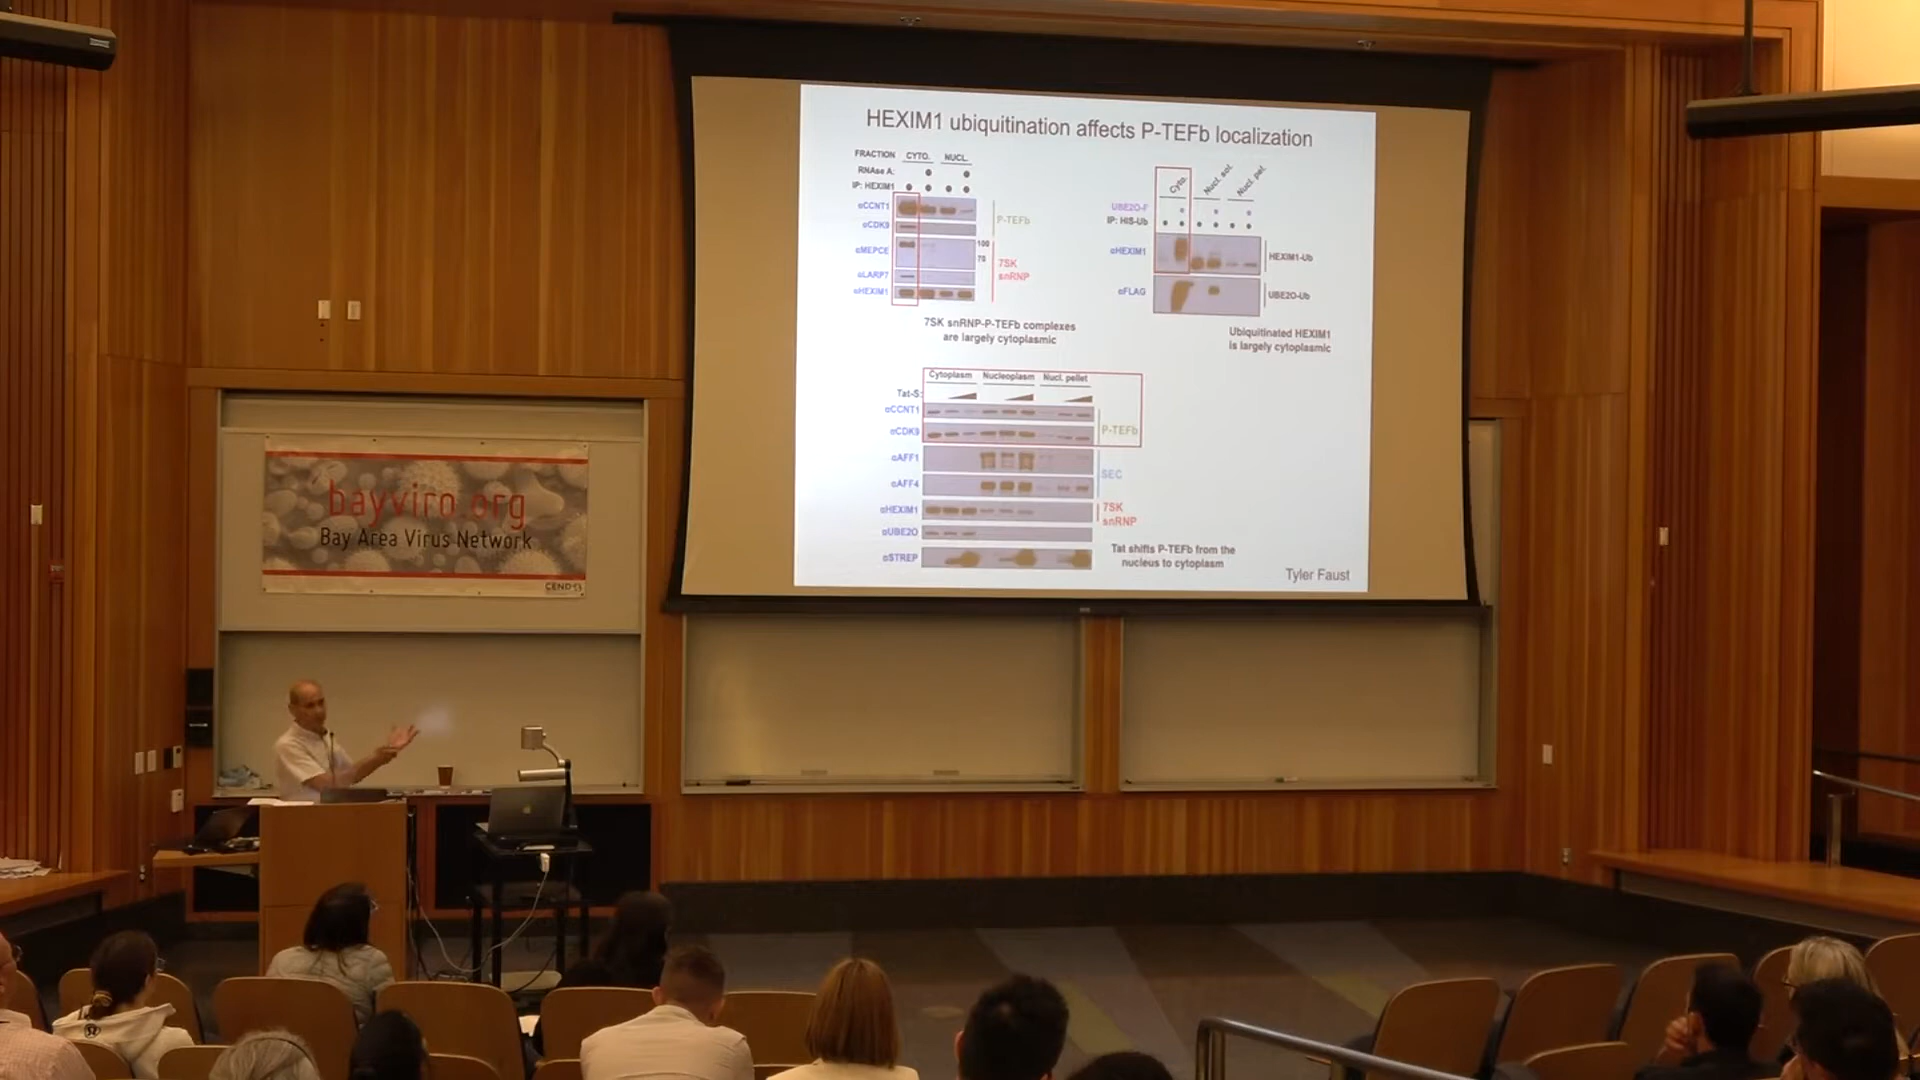 HEXIM1 ubiquitination affects P-TEFb localization
FRACTION CYTO. NUCL.
RNAse A:
IP: HEXIM1
αCCNT1
αCDK9
P-TEFb
αMEPCE
100
70
αLARP7
αHEXIM1
7SK
snRNP
7SK snRNP-P-TEFb complexes
are largely cytoplasmic
Cyto. Nucl. sol. Nucl. pel.
UBE2O-F
IP: HIS-Ub
αHEXIM1
HEXIM1-Ub
αFLAG
UBE2O-Ub
Ubiquitinated HEXIM1
is largely cytoplasmic
Cytoplasm Nucleoplasm Nucl. pellet
Tat-S:
αCCNT1
αCDK9
P-TEFb
αAFF1
αAFF4
SEC
αHEXIM1
αUBE2O
7SK
snRNP
αSTREP
Tat shifts P-TEFb from the
nucleus to cytoplasm
Tyler Faust
bayviro.org
Bay Area Virus Network